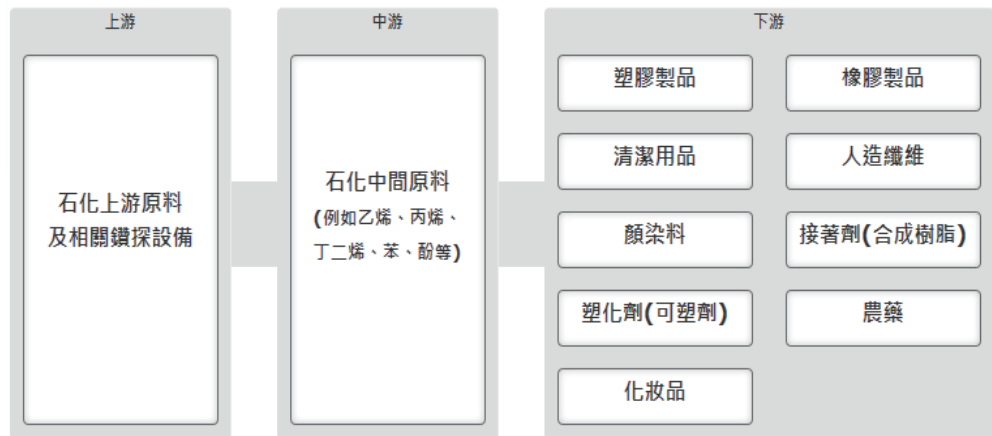 上游
石化上游原料
及相關鑽探設備
中游
石化中間原料
(例如乙烯、丙烯、
丁二烯、苯、酚等)
下游
塑膠製品
橡膠製品
清潔用品
人造纖維
顏染料
接著劑(合成樹脂)
塑化劑(可塑劑)
農藥
化妝品